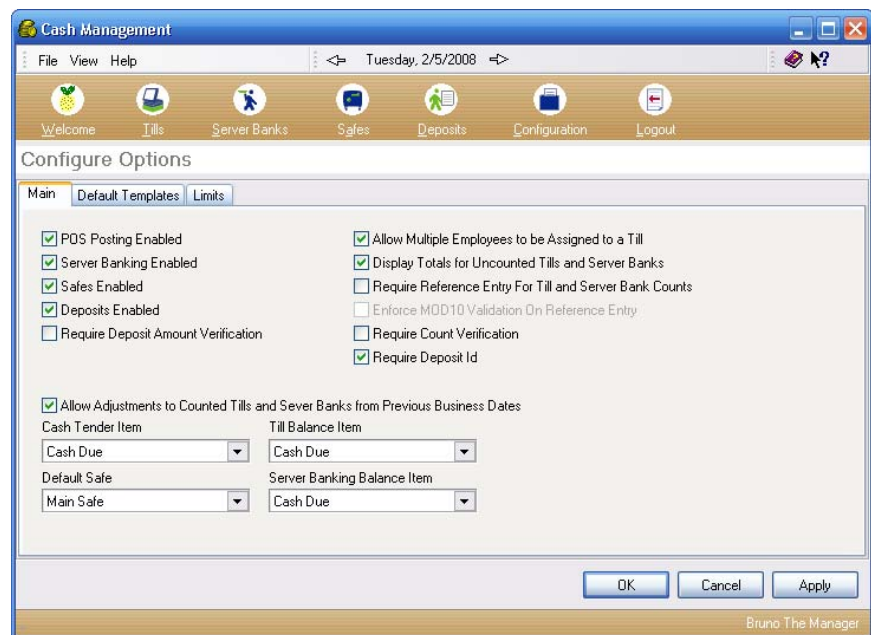 Cash Management
File View Help Tuesday, 2/5/2008
Welcome Tills Server Banks Safes Deposits Configuration Logout
Configure Options
Main Default Templates Limits
POS Posting Enabled
Server Banking Enabled
Safes Enabled
Deposits Enabled
Require Deposit Amount Verification
Allow Multiple Employees to be Assigned to a Till
Display Totals for Uncounted Tills and Server Banks
Require Reference Entry For Till and Server Bank Counts
Enforce MOD10 Validation On Reference Entry
Require Count Verification
Require Deposit Id
Allow Adjustments to Counted Tills and Sever Banks from Previous Business Dates
Cash Tender Item Till Balance Item
Cash Due Cash Due
Default Safe Server Banking Balance Item
Main Safe Cash Due
OK Cancel Apply
Bruno The Manager